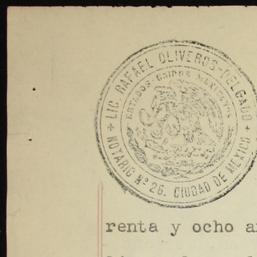 LIC. RAFAEL OLIVEROS-DELGADO
ESTADOS UNIDOS MEXICANOS
NOTARIO Nº 26. CIUDAD DE MEXICO
renta y ocho a